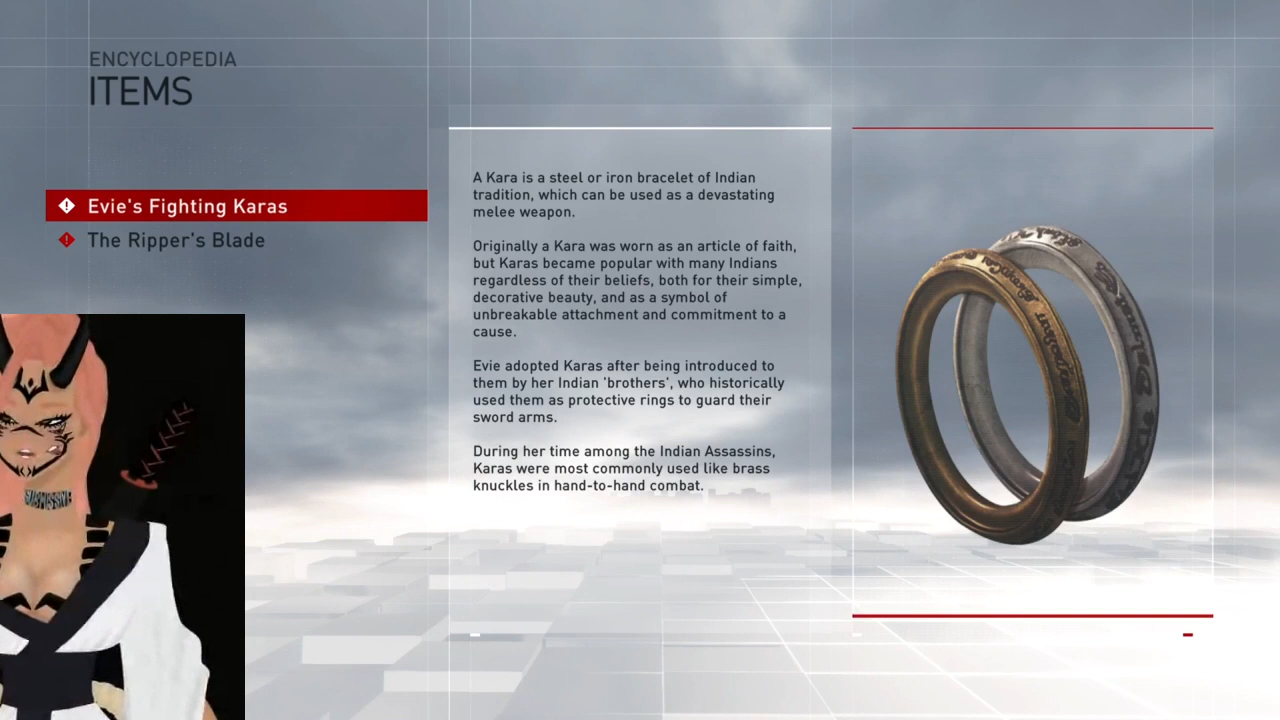 ENCYCLOPEDIA
ITEMS
Evie's Fighting Karas
The Ripper's Blade
A Kara is a steel or iron bracelet of Indian
tradition, which can be used as a devastating
melee weapon.
Originally a Kara was worn as an article of faith,
but Karas became popular with many Indians
regardless of their beliefs, both for their simple,
decorative beauty, and as a symbol of
unbreakable attachment and commitment to a
cause.
Evie adopted Karas after being introduced to
them by her Indian 'brothers', who historically
used them as protective rings to guard their
sword arms.
During her time among the Indian Assassins,
Karas were most commonly used like brass
knuckles in hand-to-hand combat.
SUBMISSIVE